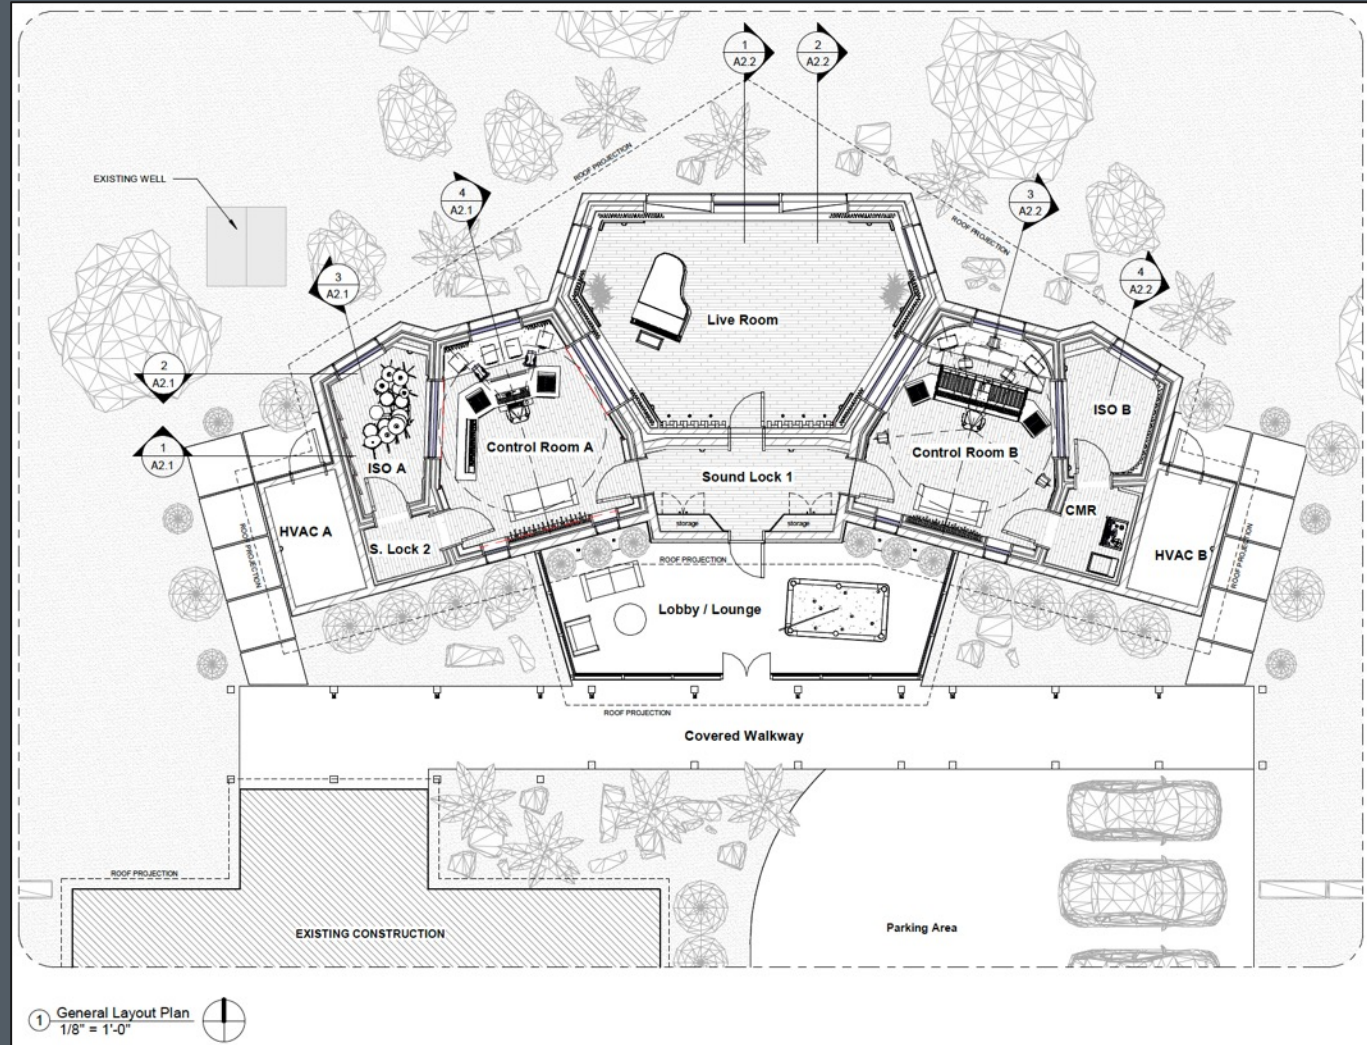 1
A2.2
2
A2.2
ROOF PROJECTION
EXISTING WELL
4
A2.1
3
A2.2
ROOF PROJECTION
3
A2.1
4
A2.2
Live Room
2
A2.1
1
A2.1
ISO A
Control Room A
Sound Lock 1
Control Room B
ISO B
HVAC A
S. Lock 2
storage
storage
CMR
HVAC B
ROOF PROJECTION
ROOF PROJECTION
ROOF PROJECTION
Lobby / Lounge
ROOF PROJECTION
Covered Walkway
ROOF PROJECTION
EXISTING CONSTRUCTION
Parking Area
1
General Layout Plan
1/8" = 1'-0"